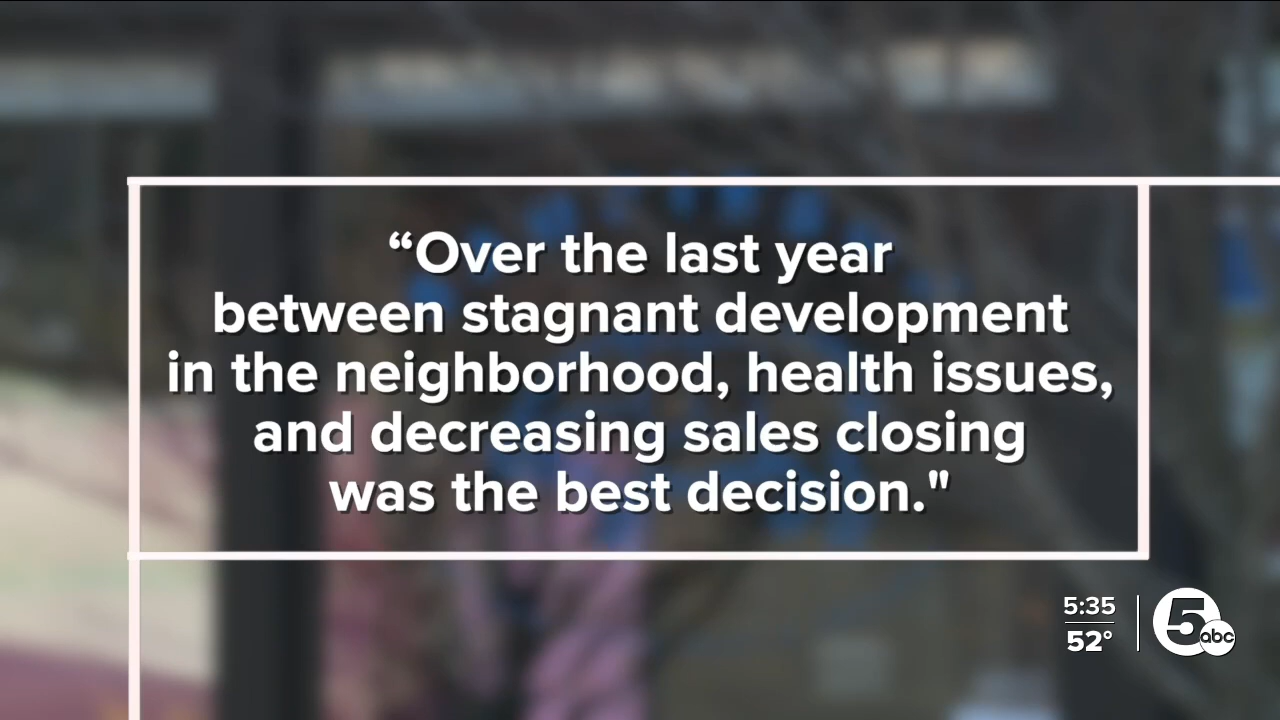 “Over the last year
between stagnant development
in the neighborhood, health issues,
and decreasing sales closing
was the best decision."
5:35
52°
5
abc